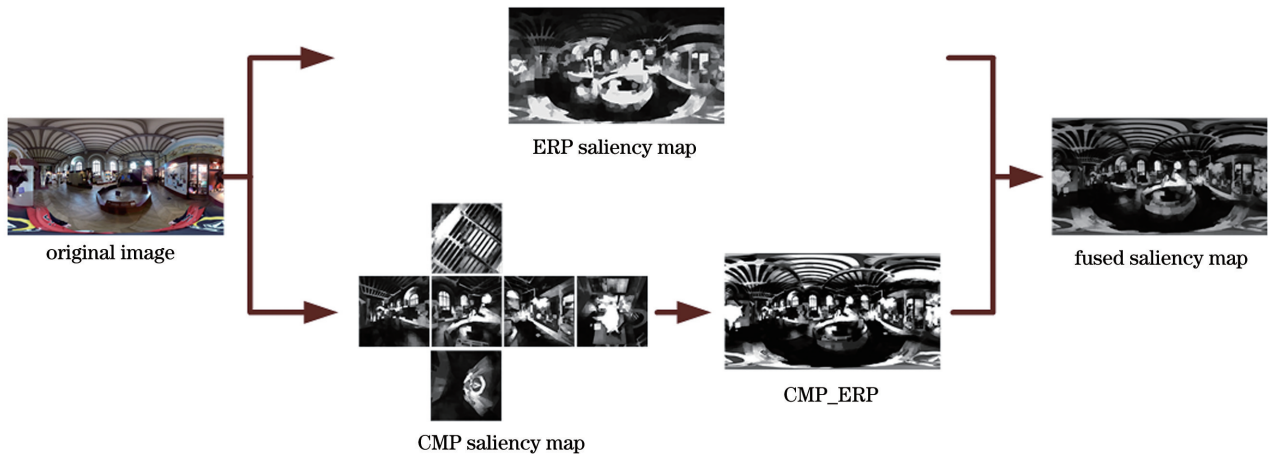 ERP saliency map
original image
fused saliency map
CMP_ERP
CMP saliency map